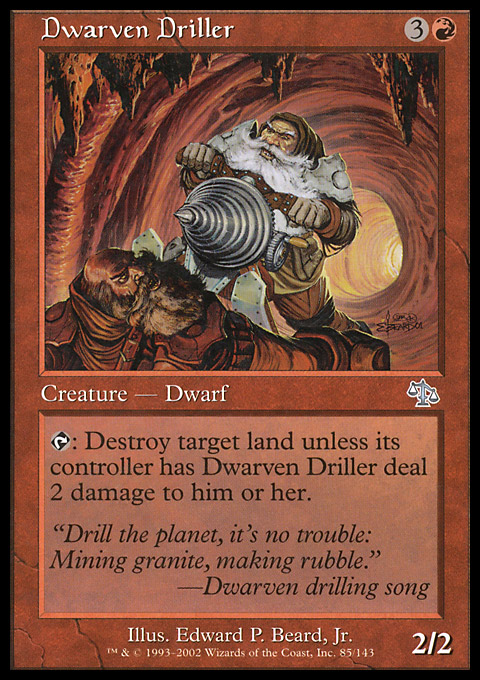 Dwarven Driller 3
Creature — Dwarf
: Destroy target land unless its
controller has Dwarven Driller deal
2 damage to him or her.
“Drill the planet, it’s no trouble:
Mining granite, making rubble.”
—Dwarven drilling song
Illus. Edward P. Beard, Jr.
™ & © 1993–2002 Wizards of the Coast, Inc. 85/143
2/2